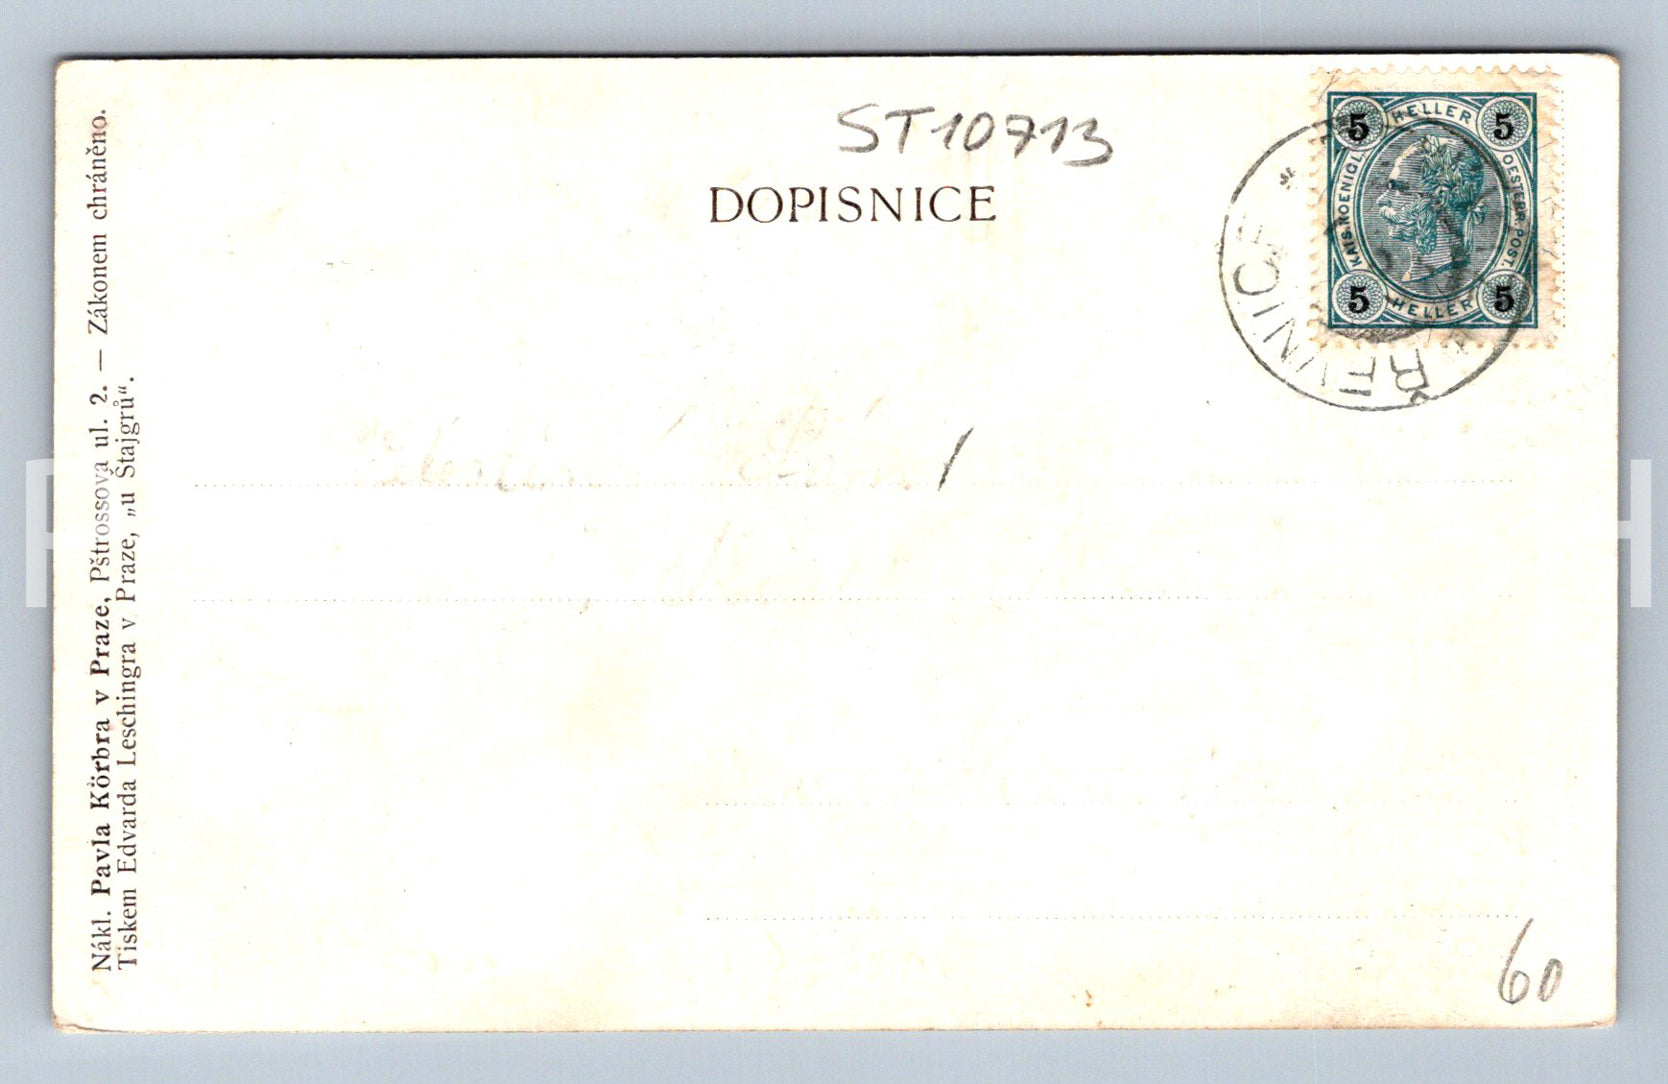 ST10713
DOPISNICE
5 HELLER 5
KAIS. KOENIGL.
OESTERR. POST.
5 HELLER 5
ŘEVNICE
Nákl. Pavla Körbra v Praze, Pštrossova ul. 2. — Zákonem chráněno.
Tiskem Edvarda Leschingra v Praze, „u Štajgrů“.
60